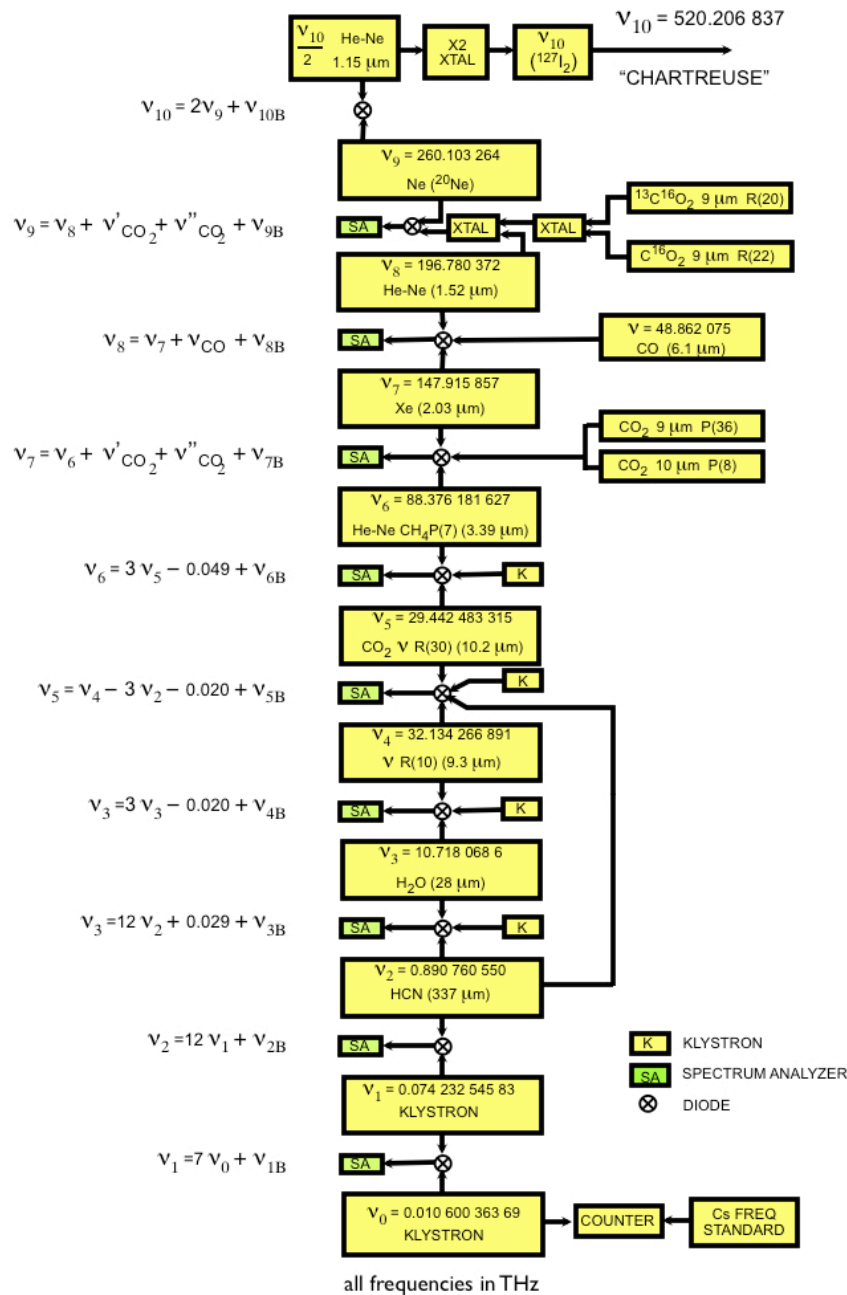 ν10/2 He-Ne 1.15 μm
X2 XTAL
ν10 (127I2)
ν10 = 520.206 837
“CHARTREUSE”
ν10 = 2ν9 + ν10B
ν9 = 260.103 264
Ne (20Ne)
13C16O2 9 μm R(20)
ν9 = ν8 + ν'CO2 + ν"CO2 + ν9B
SA
XTAL
XTAL
C16O2 9 μm R(22)
ν8 = 196.780 372
He-Ne (1.52 μm)
ν8 = ν7 + νCO + ν8B
SA
ν = 48.862 075
CO (6.1 μm)
ν7 = 147.915 857
Xe (2.03 μm)
CO2 9 μm P(36)
ν7 = ν6 + ν'CO2 + ν"CO2 + ν7B
SA
CO2 10 μm P(8)
ν6 = 88.376 181 627
He-Ne CH4P(7) (3.39 μm)
ν6 = 3 ν5 − 0.049 + ν6B
SA
K
ν5 = 29.442 483 315
CO2 ν R(30) (10.2 μm)
ν5 = ν4 − 3 ν2 − 0.020 + ν5B
SA
K
ν4 = 32.134 266 891
ν R(10) (9.3 μm)
ν3 = 3 ν3 − 0.020 + ν4B
SA
K
ν3 = 10.718 068 6
H2O (28 μm)
ν3 = 12 ν2 + 0.029 + ν3B
SA
K
ν2 = 0.890 760 550
HCN (337 μm)
ν2 = 12 ν1 + ν2B
SA
K KLYSTRON
SA SPECTRUM ANALYZER
DIODE
ν1 = 0.074 232 545 83
KLYSTRON
ν1 = 7 ν0 + ν1B
SA
ν0 = 0.010 600 363 69
KLYSTRON
COUNTER
Cs FREQ
STANDARD
all frequencies in THz